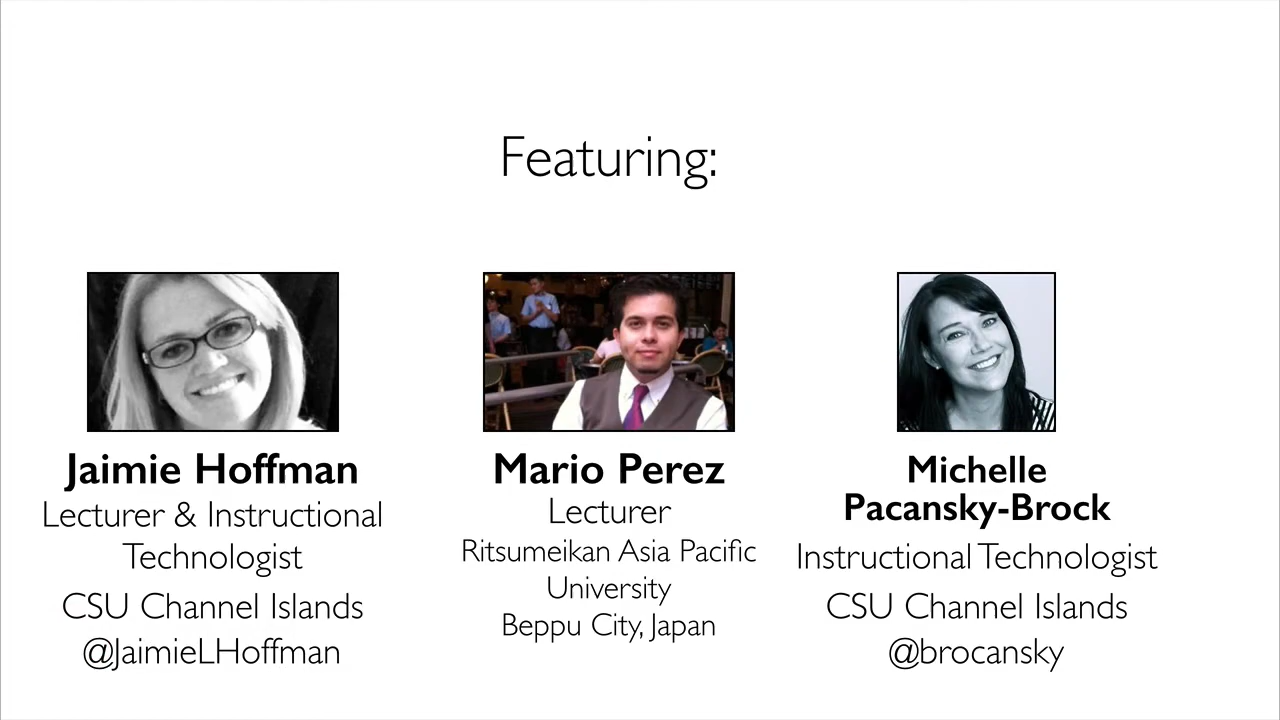 Featuring:
Jaimie Hoffman
Lecturer & Instructional
Technologist
CSU Channel Islands
@JaimieLHoffman
Mario Perez
Lecturer
Ritsumeikan Asia Pacific
University
Beppu City, Japan
Michelle
Pacansky-Brock
Instructional Technologist
CSU Channel Islands
@brocansky